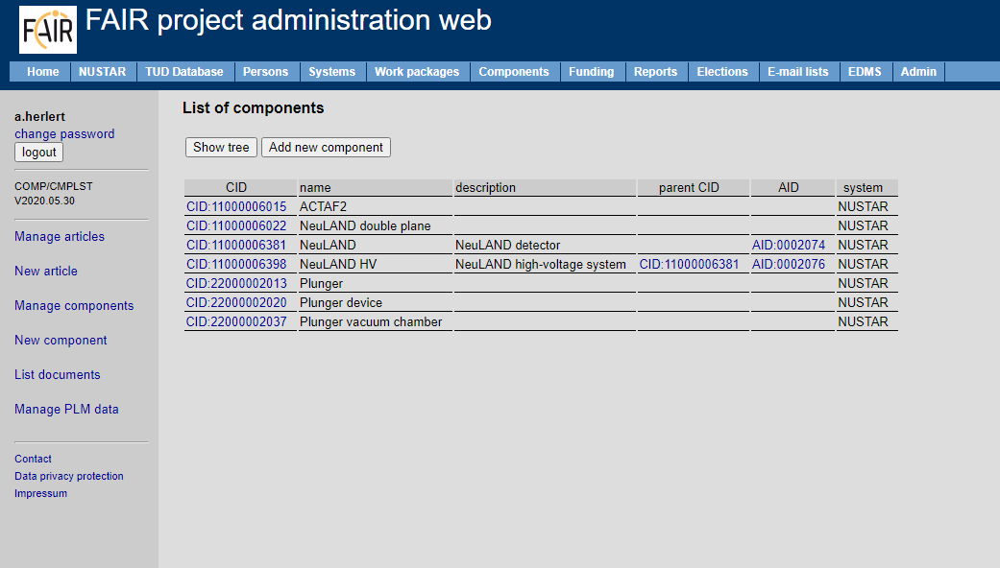 FAIR
FAIR project administration web
Home NUSTAR TUD Database Persons Systems Work packages Components Funding Reports Elections E-mail lists EDMS Admin
a.herlert
change password
logout
COMP/CMPLST
V2020.05.30
Manage articles
New article
Manage components
New component
List documents
Manage PLM data
Contact
Data privacy protection
Impressum
List of components
Show tree Add new component
CID name description parent CID AID system
CID:11000006015 ACTAF2 NUSTAR
CID:11000006022 NeuLAND double plane NUSTAR
CID:11000006381 NeuLAND NeuLAND detector AID:0002074 NUSTAR
CID:11000006398 NeuLAND HV NeuLAND high-voltage system CID:11000006381 AID:0002076 NUSTAR
CID:22000002013 Plunger NUSTAR
CID:22000002020 Plunger device NUSTAR
CID:22000002037 Plunger vacuum chamber NUSTAR